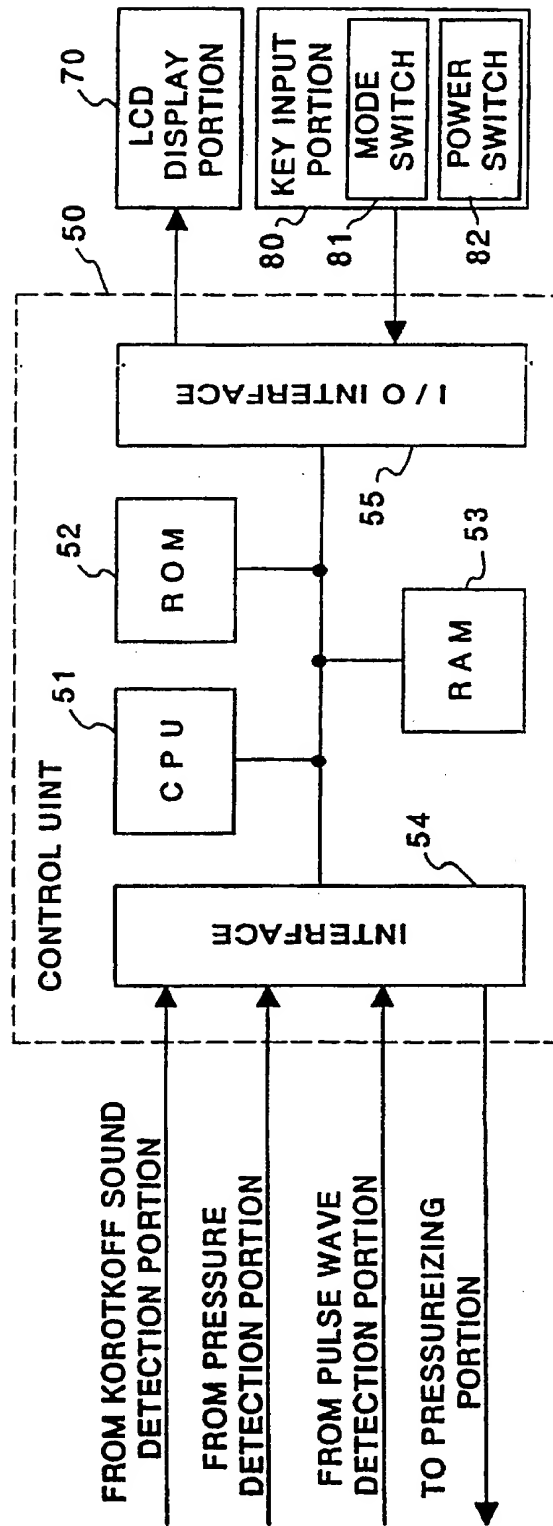 FROM KOROTKOFF SOUND
DETECTION PORTION
FROM PRESSURE
DETECTION PORTION
FROM PULSE WAVE
DETECTION PORTION
TO PRESSUREIZING
PORTION
CONTROL UINT
50
INTERFACE
54
CPU
51
ROM
52
RAM
53
I/O INTERFACE
55
LCD
DISPLAY
PORTION
70
KEY INPUT
PORTION
80
MODE
SWITCH
81
POWER
SWITCH
82